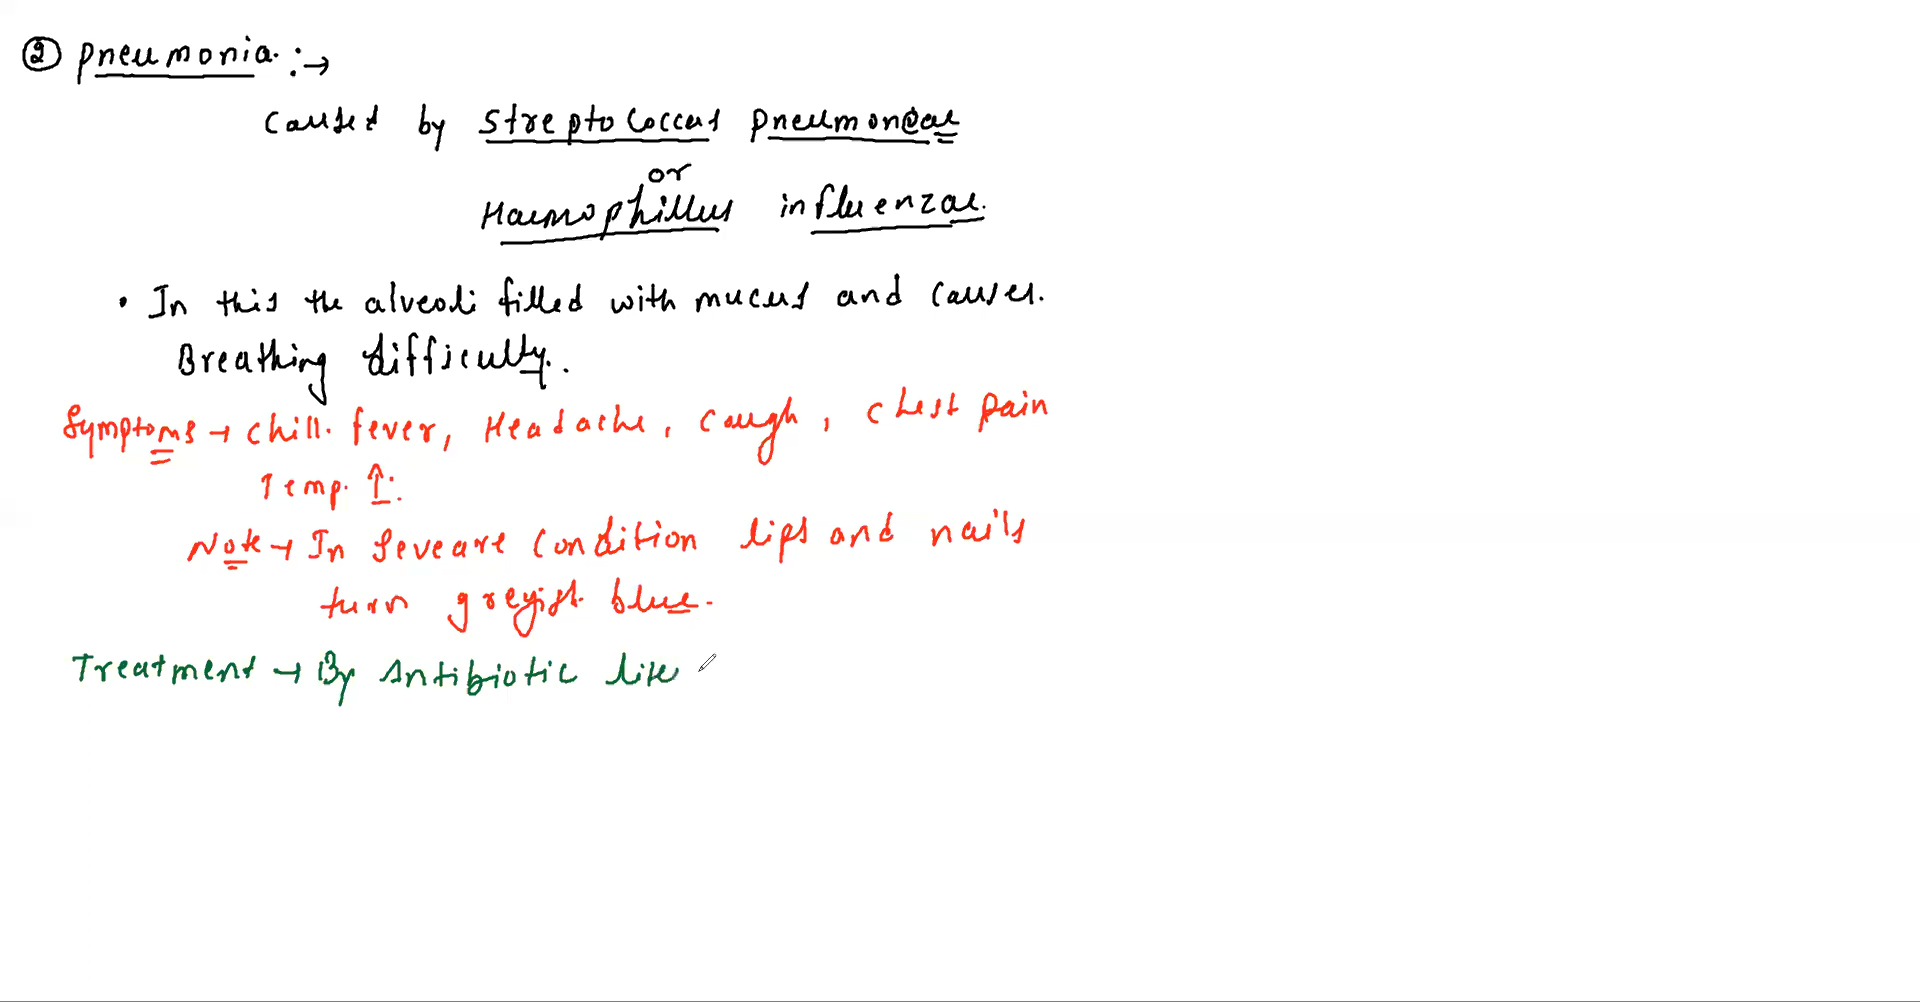 ② Pneumonia :→
Caused by Streptococcus Pneumoneae
or
Haemophillus influenzae.
• In this the alveoli filled with mucus and causes.
Breathing difficulty.
Symptoms → chill. fever, Headache, Cough, chest pain
Temp. ↑.
Note → In Seveare Condition lips and nails
turn greyish blue.
Treatment → By Antibiotic like